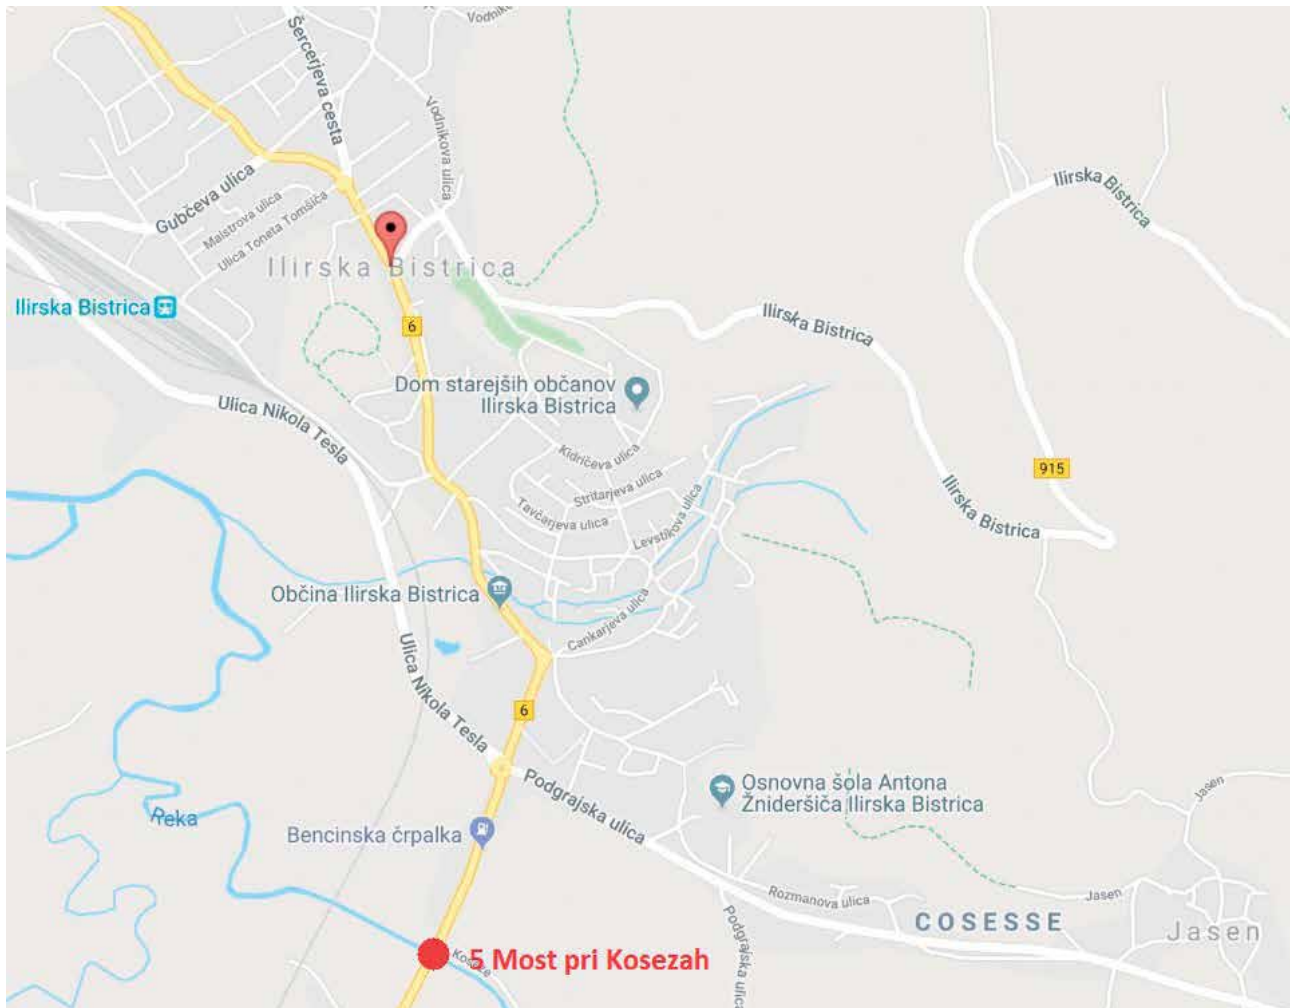 Vodnikova ulica
Šercerjeva cesta
Vodnikova ulica
Gubčeva ulica
Maistrova ulica
Ulica Toneta Tomšiča
Ilirska Bistrica
Ilirska Bistrica
Ilirska Bistrica
6
Ilirska Bistrica
Dom starejših občanov
Ilirska Bistrica
Ulica Nikola Tesla
Kidričeva ulica
Stritarjeva ulica
Tavčarjeva ulica
Levstikova ulica
915
Ilirska Bistrica
Občina Ilirska Bistrica
Cankarjeva ulica
Ulica Nikola Tesla
6
Podgrajska ulica
Osnovna šola Antona
Žnideršiča Ilirska Bistrica
Jasen
Reka
Bencinska črpalka
Rozmanova ulica
Jasen
COSESSE
Jasen
Podgrajska ulica
5 Most pri Kosezah